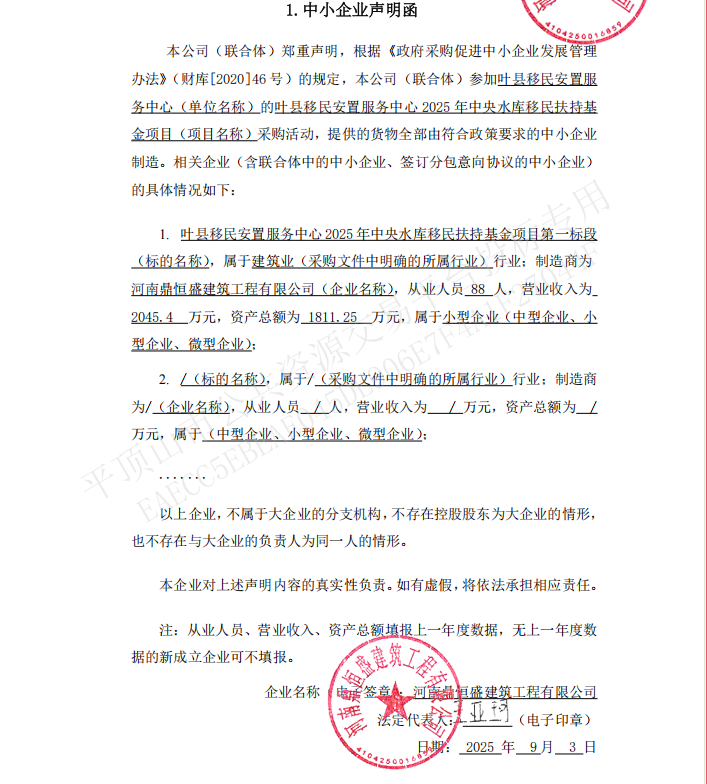 1.中小企业声明函
4104250016859
本公司（联合体）郑重声明，根据《政府采购促进中小企业发展管理
办法》（财库[2020]46 号）的规定，本公司（联合体）参加叶县移民安置服
务中心（单位名称）的叶县移民安置服务中心 2025 年中央水库移民扶持基
金项目（项目名称）采购活动，提供的货物全部由符合政策要求的中小企业
制造。相关企业（含联合体中的中小企业、签订分包意向协议的中小企业）
的具体情况如下：
1. 叶县移民安置服务中心 2025 年中央水库移民扶持基金项目第一标段
（标的名称），属于建筑业（采购文件中明确的所属行业）行业；制造商为
河南鼎恒盛建筑工程有限公司（企业名称），从业人员 88 人，营业收入为
2045.4 万元，资产总额为 1811.25 万元，属于小型企业（中型企业、小
型企业、微型企业）；
2. /（标的名称），属于/（采购文件中明确的所属行业）行业；制造商
为/（企业名称），从业人员 / 人，营业收入为 / 万元，资产总额为 /
万元，属于（中型企业、小型企业、微型企业）；
.......
以上企业，不属于大企业的分支机构，不存在控股股东为大企业的情形，
也不存在与大企业的负责人为同一人的情形。
本企业对上述声明内容的真实性负责。如有虚假，将依法承担相应责任。
注：从业人员、营业收入、资产总额填报上一年度数据，无上一年度数
据的新成立企业可不填报。
企业名称（电子签章）：河南鼎恒盛建筑工程有限公司
法定代表人：（电子印章）
日期： 2025 年 9月 3 日
河南鼎恒盛建筑工程有限公司
4104250016859